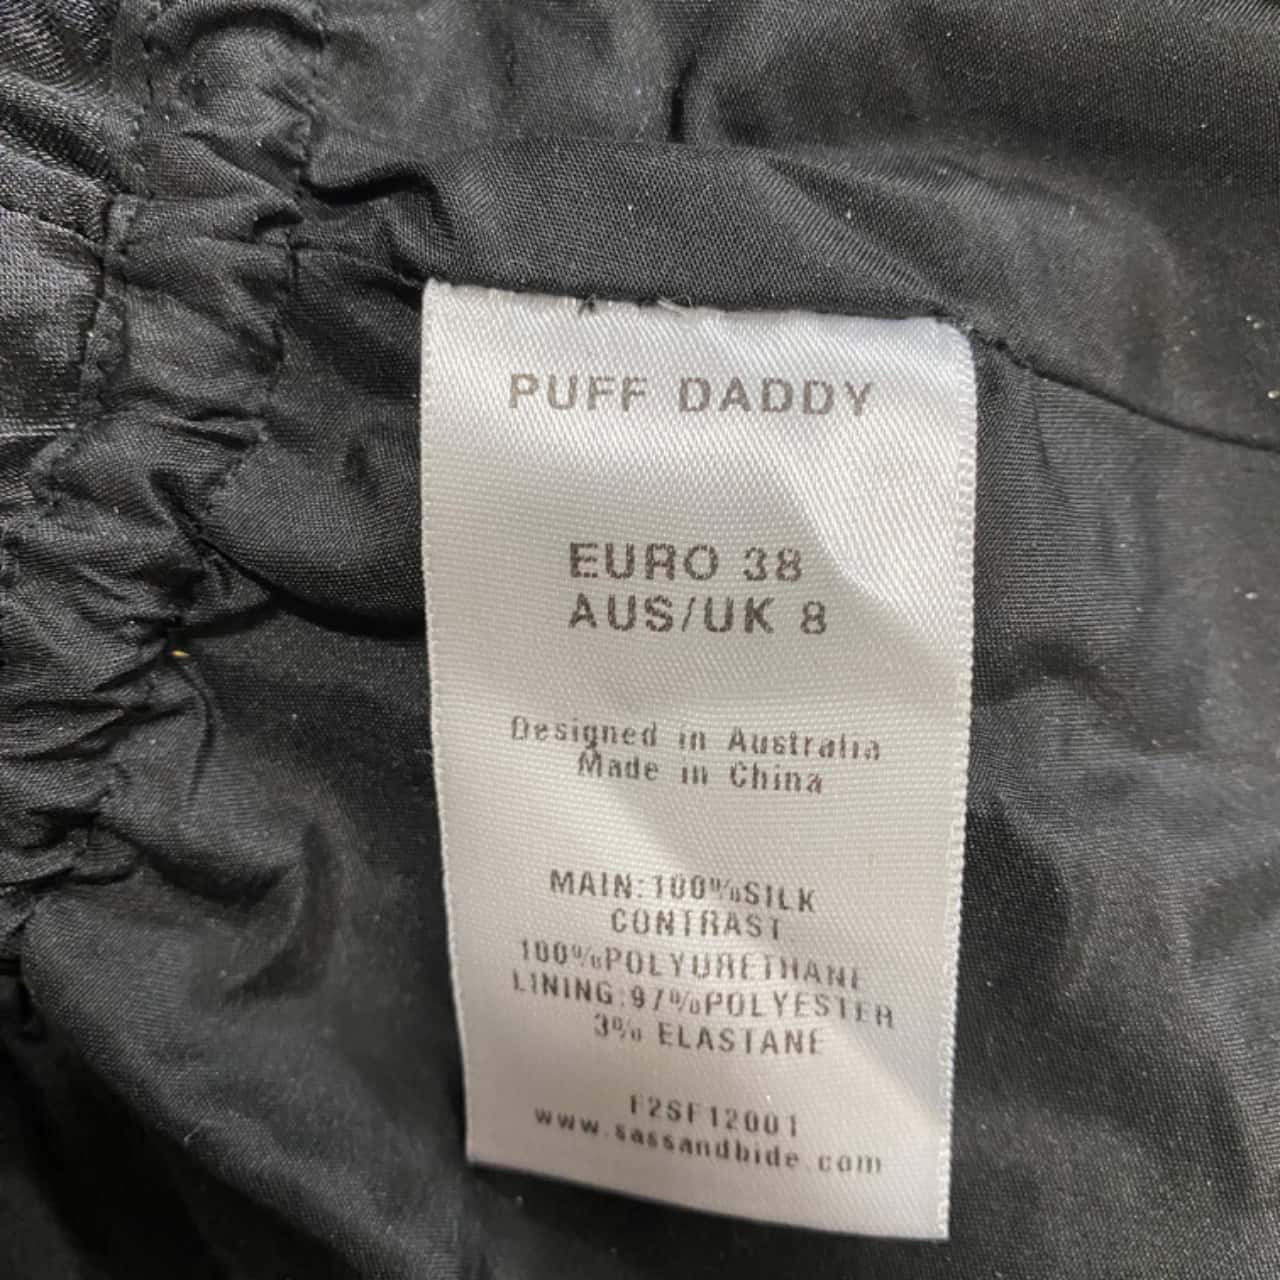 PUFF DADDY
EURO 38
AUS/UK 8
Designed in Australia
Made in China
MAIN:100%SILK
CONTRAST
100%POLYURETHANE
LINING:97%POLYESTER
3% ELASTANE
F2SF12001
www.sassandbide.com